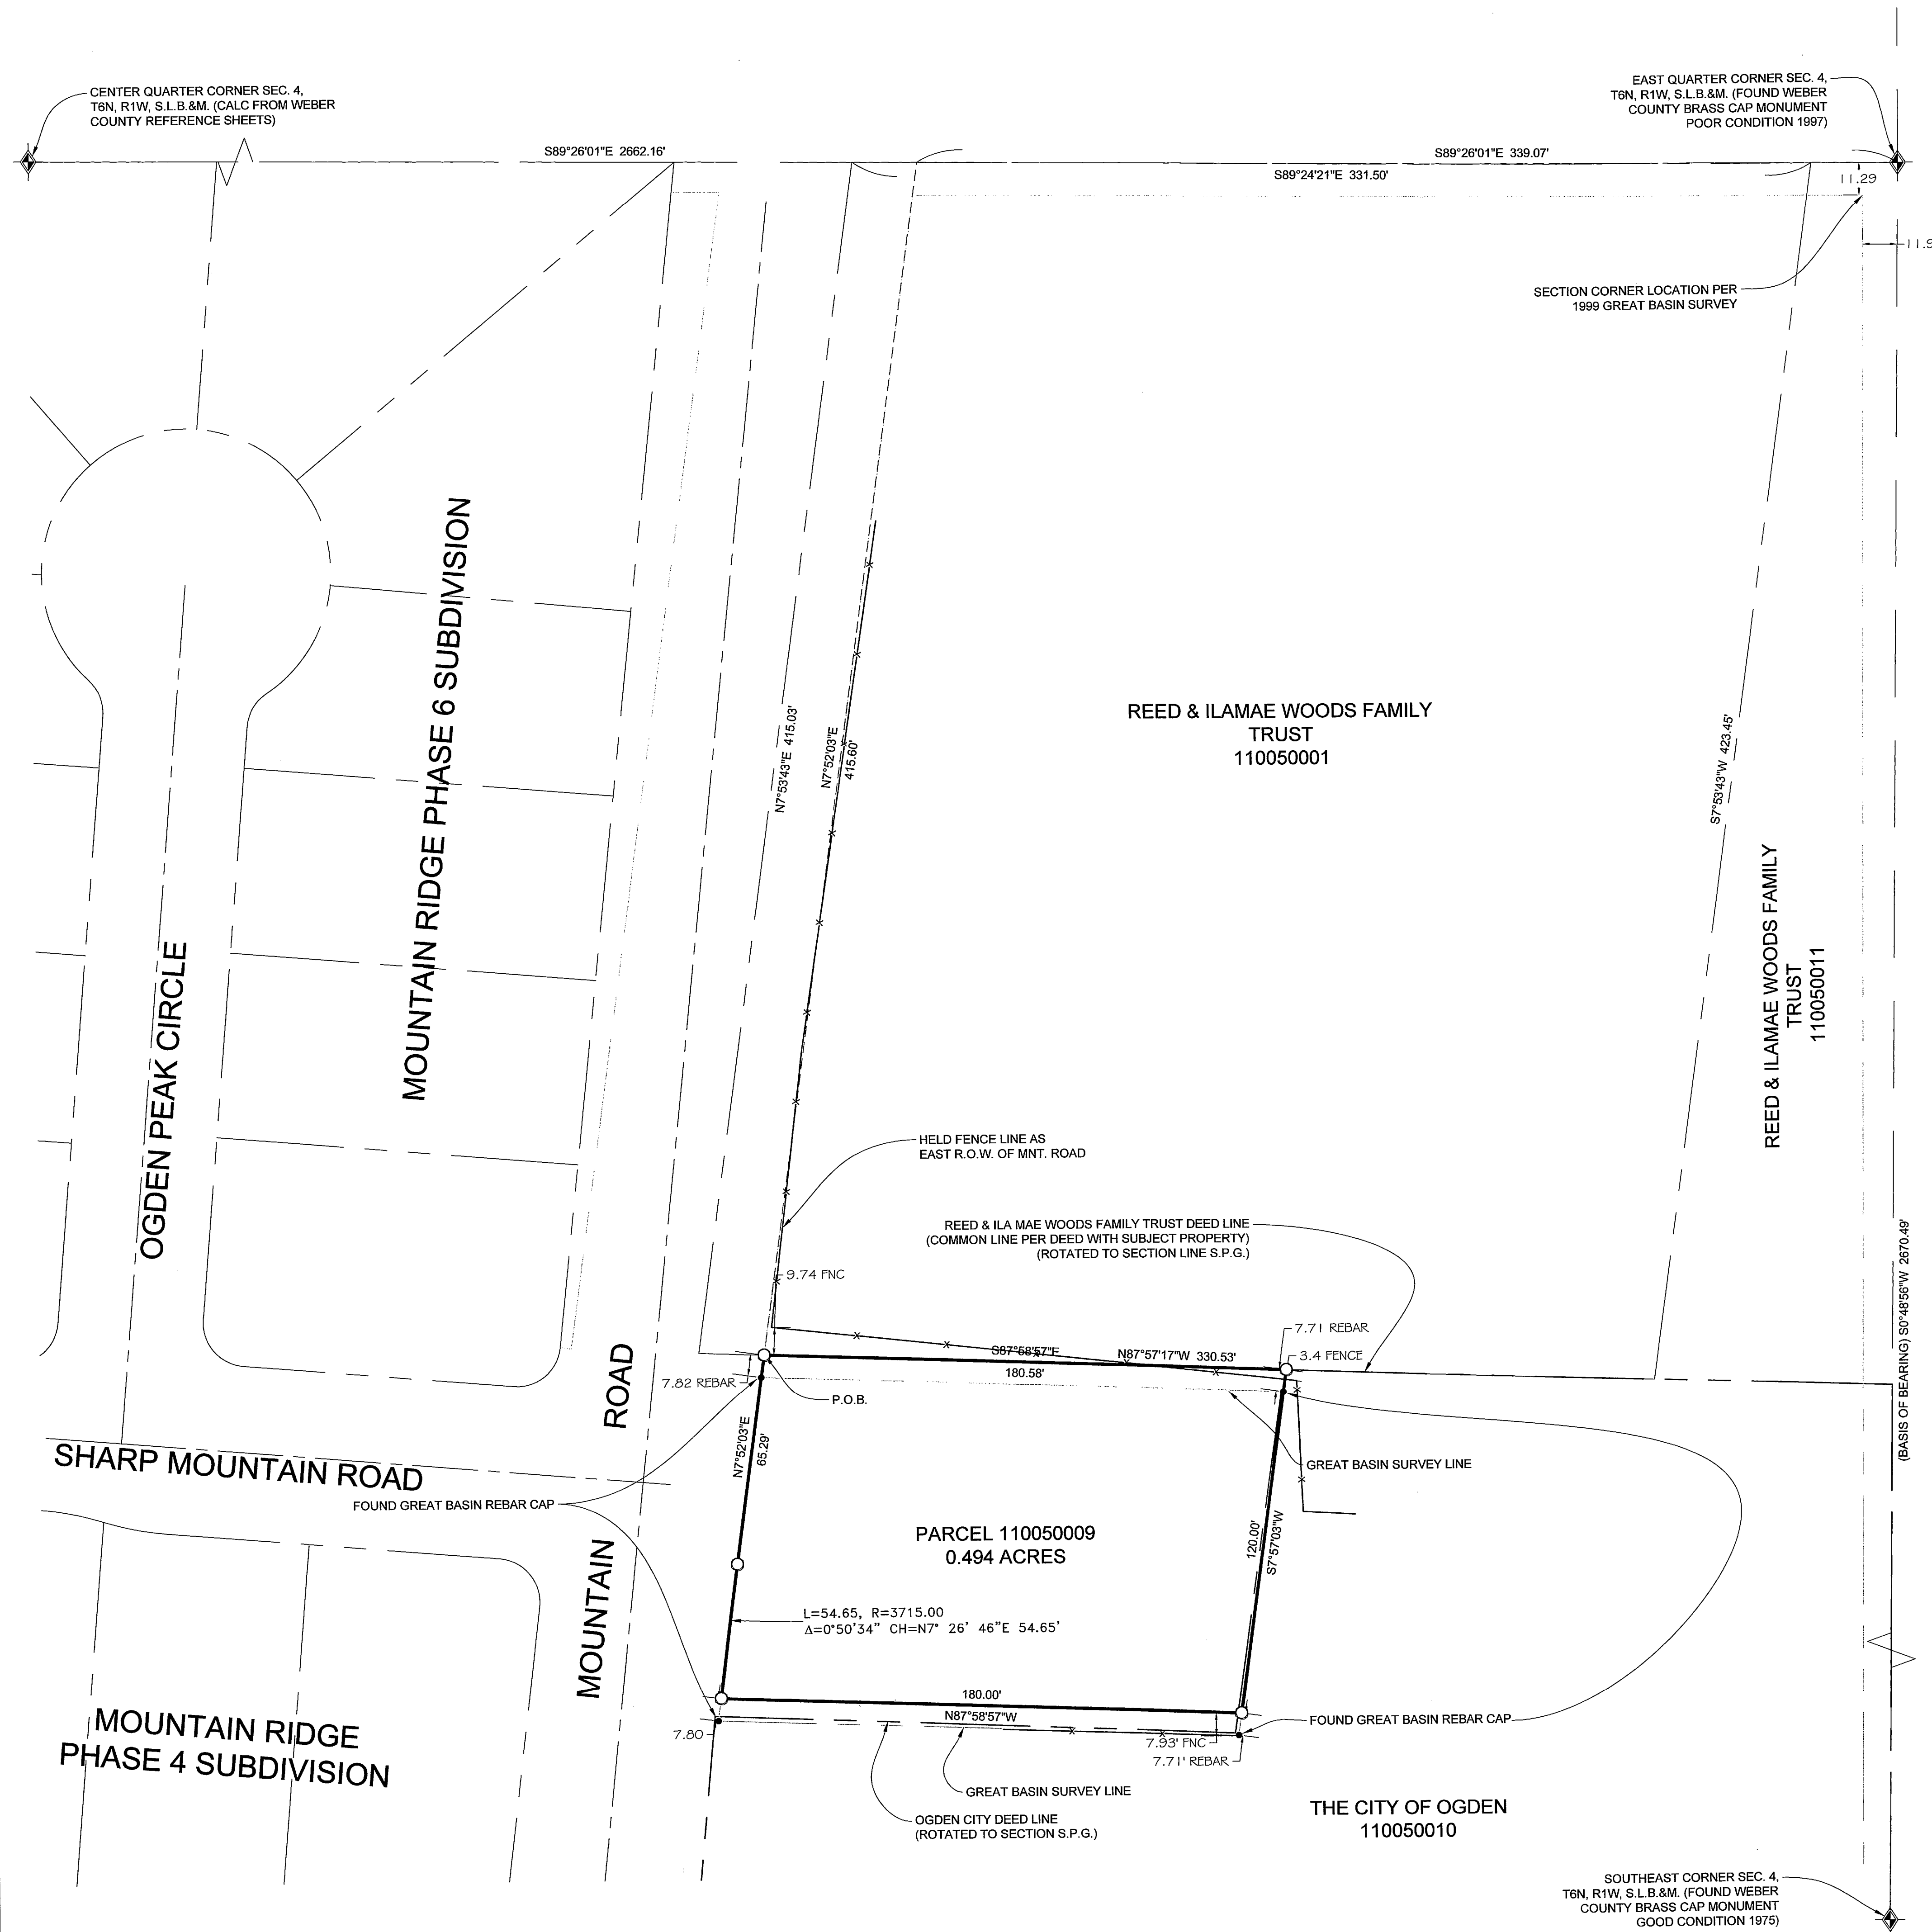 CENTER QUARTER CORNER SEC. 4,
T6N, R1W, S.L.B.&M. (CALC FROM WEBER
COUNTY REFERENCE SHEETS)
EAST QUARTER CORNER SEC. 4,
T6N, R1W, S.L.B.&M. (FOUND WEBER
COUNTY BRASS CAP MONUMENT
POOR CONDITION 1997)
S89°26'01"E 2662.16'
S89°26'01"E 339.07'
S89°24'21"E 331.50'
11.29
SECTION CORNER LOCATION PER
1999 GREAT BASIN SURVEY
MOUNTAIN RIDGE PHASE 6 SUBDIVISION
OGDEN PEAK CIRCLE
N7°53'43"E 415.03'
N7°52'03"E
415.60'
REED & ILAMAE WOODS FAMILY
TRUST
110050001
S7°53'43"W 423.45'
REED & ILAMAE WOODS FAMILY
TRUST
110050011
HELD FENCE LINE AS
EAST R.O.W. OF MNT. ROAD
REED & ILA MAE WOODS FAMILY TRUST DEED LINE
(COMMON LINE PER DEED WITH SUBJECT PROPERTY)
(ROTATED TO SECTION LINE S.P.G.)
(BASIS OF BEARING) S0°48'56"W 2670.49'
9.74 FNC
7.71 REBAR
3.4 FENCE
S87°58'57"E
180.58'
N87°57'17"W 330.53'
7.82 REBAR
P.O.B.
N7°52'03"E
65.29'
MOUNTAIN ROAD
SHARP MOUNTAIN ROAD
FOUND GREAT BASIN REBAR CAP
GREAT BASIN SURVEY LINE
PARCEL 110050009
0.494 ACRES
120.00'
S7°57'03"W
L=54.65, R=3715.00
Δ=0°50'34" CH=N7° 26' 46"E 54.65'
180.00'
N87°58'57"W
MOUNTAIN RIDGE
PHASE 4 SUBDIVISION
7.80
7.93' FNC
7.71' REBAR
FOUND GREAT BASIN REBAR CAP
GREAT BASIN SURVEY LINE
OGDEN CITY DEED LINE
(ROTATED TO SECTION S.P.G.)
THE CITY OF OGDEN
110050010
SOUTHEAST CORNER SEC. 4,
T6N, R1W, S.L.B.&M. (FOUND WEBER
COUNTY BRASS CAP MONUMENT
GOOD CONDITION 1975)